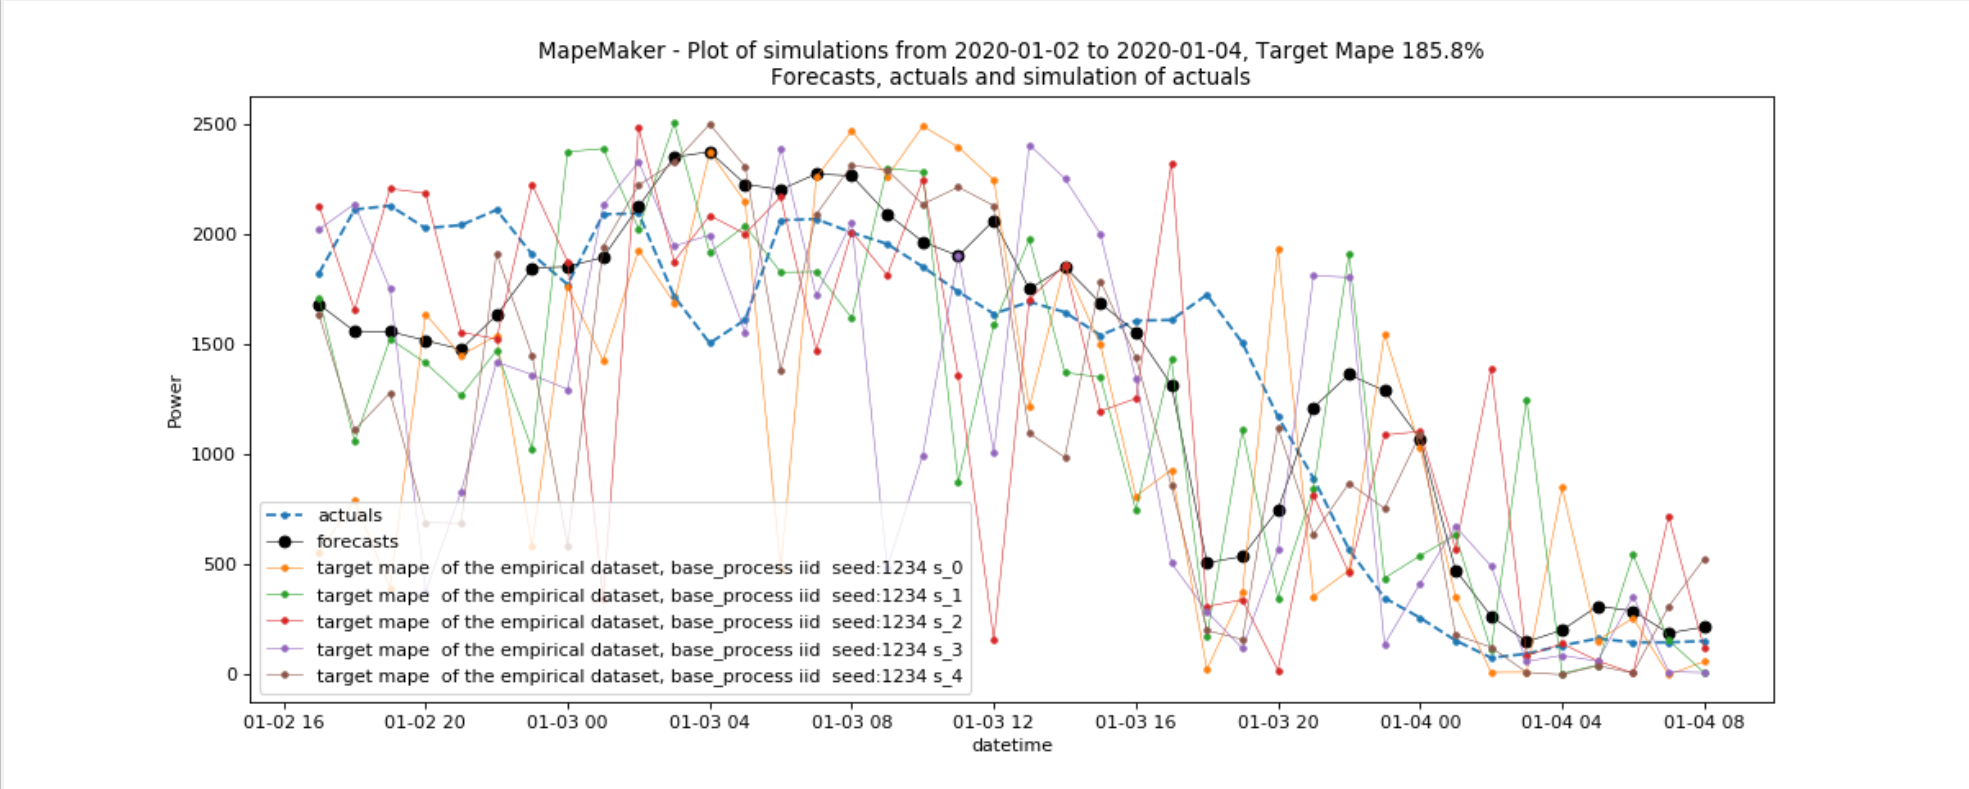 MapeMaker - Plot of simulations from 2020-01-02 to 2020-01-04, Target Mape 185.8%
Forecasts, actuals and simulation of actuals
2500
2000
1500
1000
500
0
Power
actuals
forecasts
target mape  of the empirical dataset, base_process iid  seed:1234 s_0
target mape  of the empirical dataset, base_process iid  seed:1234 s_1
target mape  of the empirical dataset, base_process iid  seed:1234 s_2
target mape  of the empirical dataset, base_process iid  seed:1234 s_3
target mape  of the empirical dataset, base_process iid  seed:1234 s_4
01-02 16 01-02 20 01-03 00 01-03 04 01-03 08 01-03 12 01-03 16 01-03 20 01-04 00 01-04 04 01-04 08
datetime